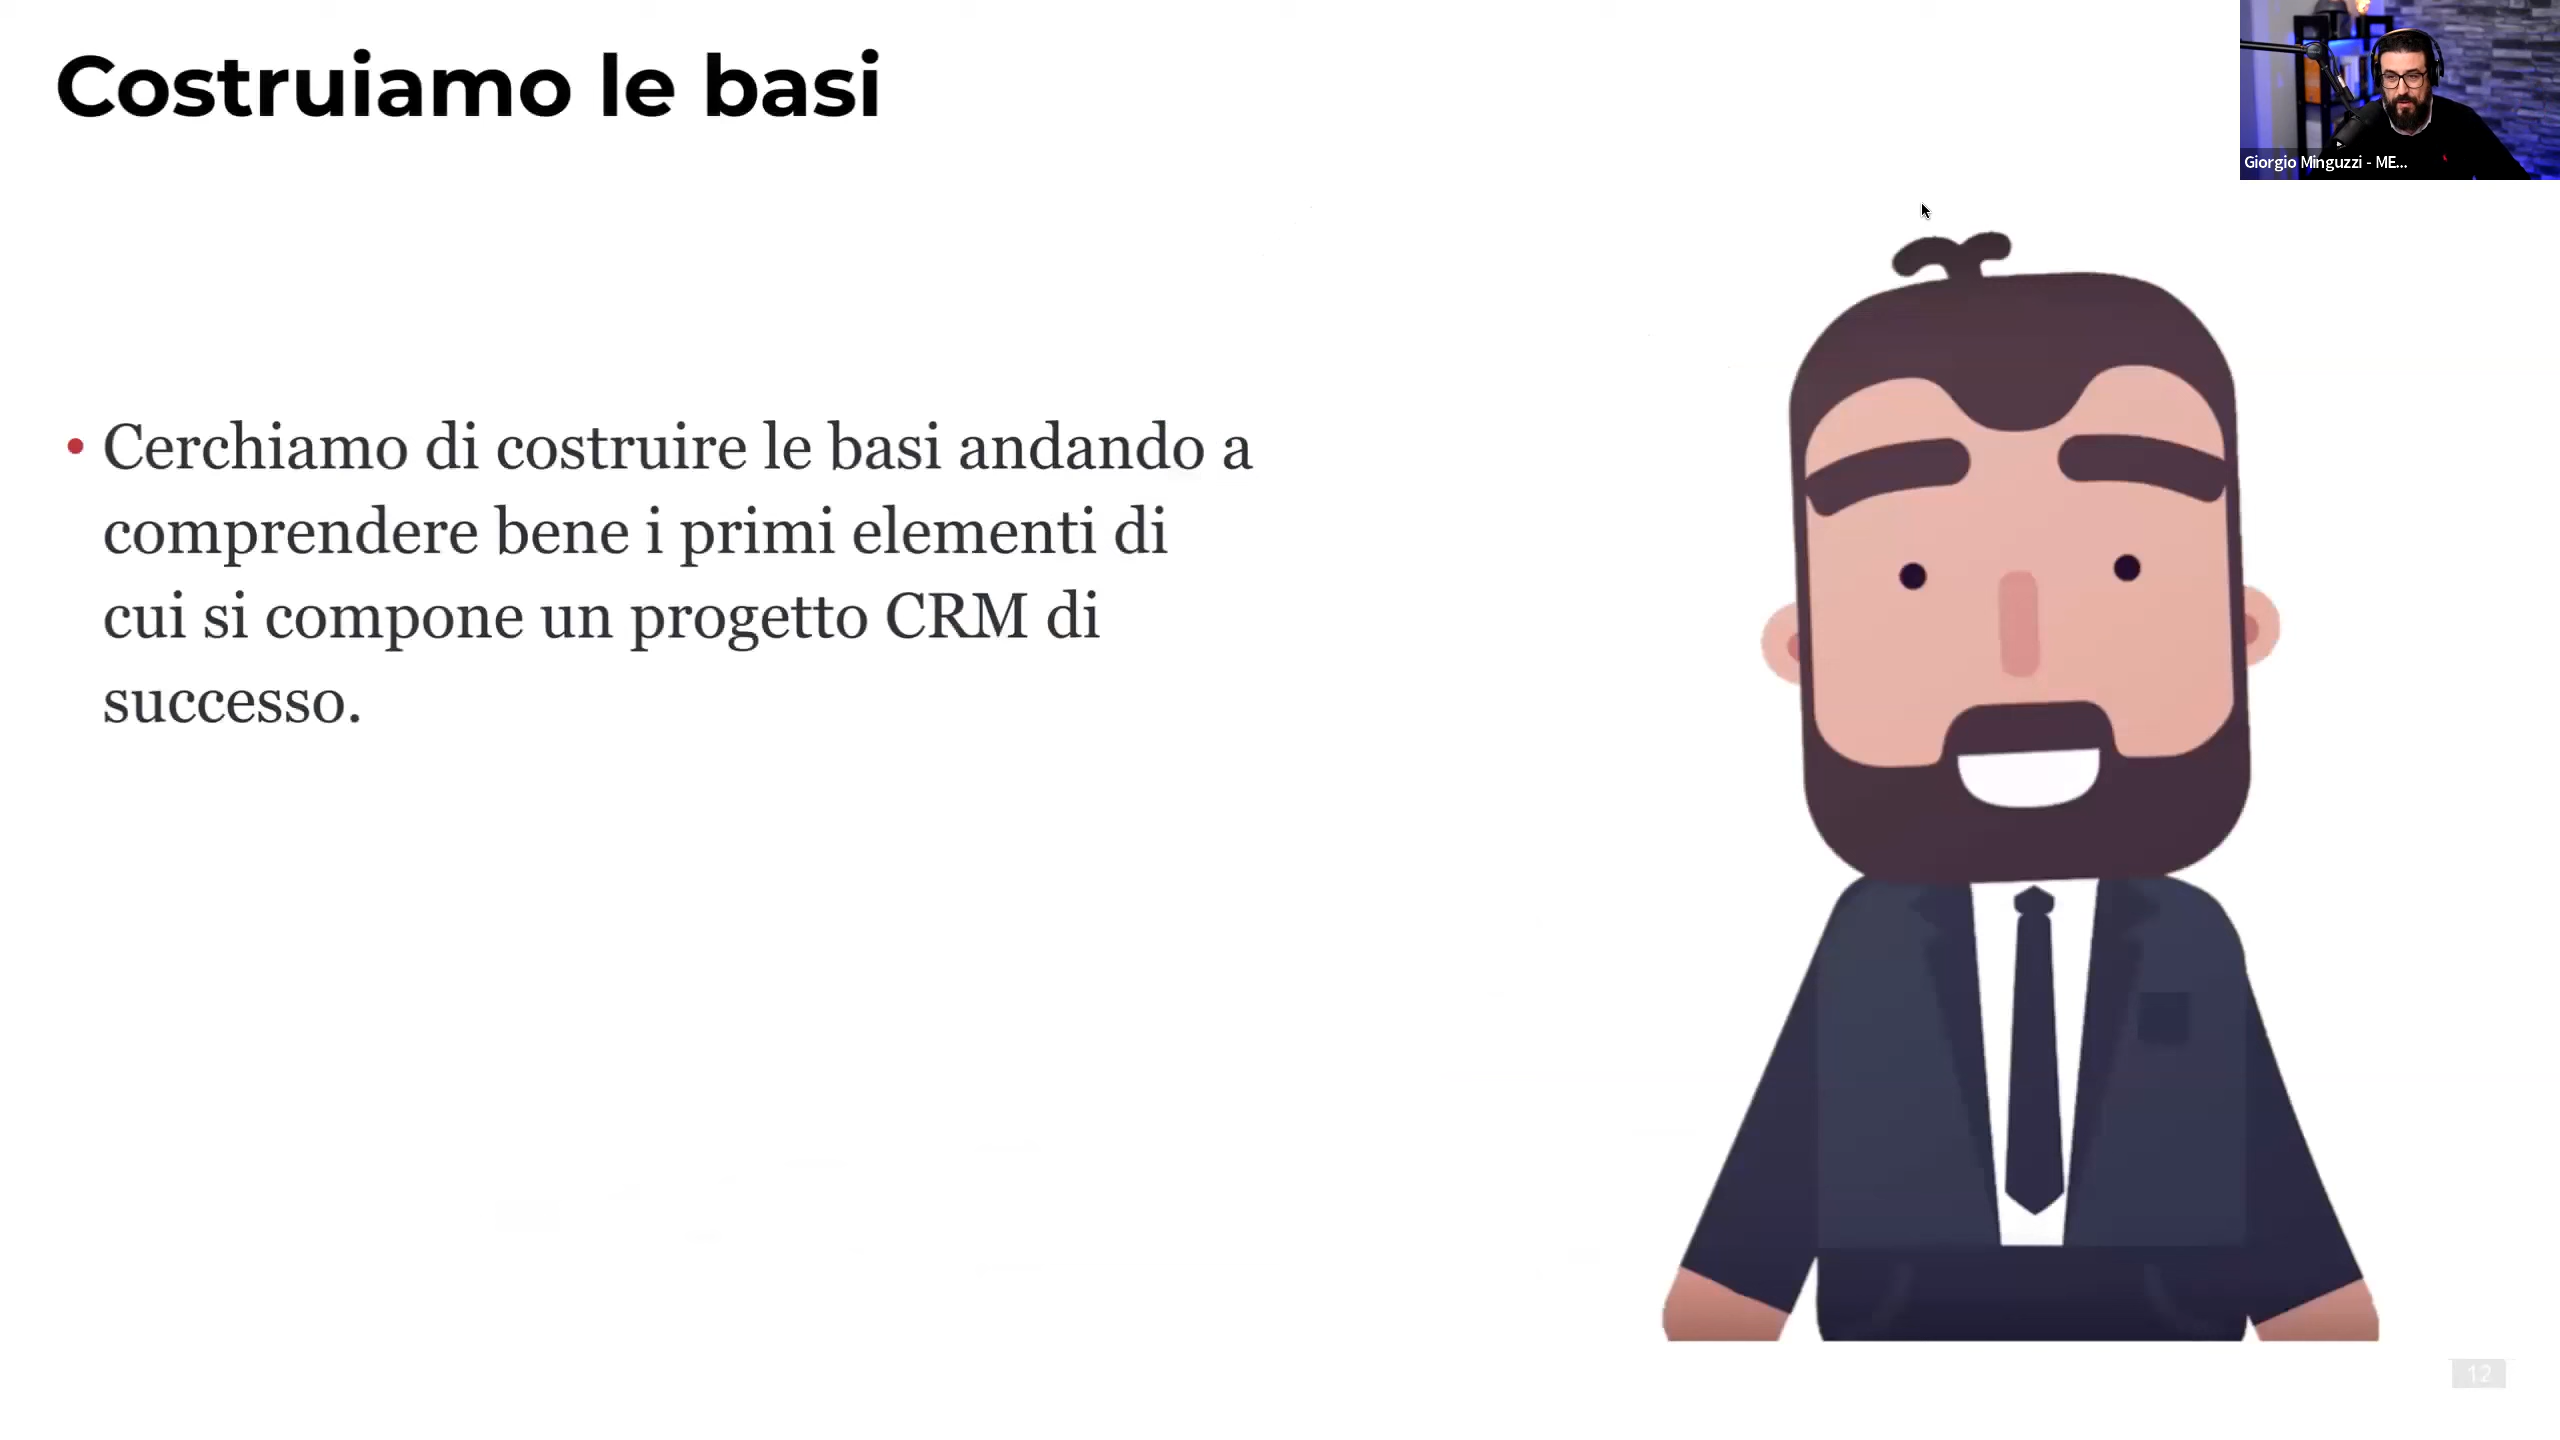 Costruiamo le basi
Giorgio Minguzzi - ME...
• Cerchiamo di costruire le basi andando a
comprendere bene i primi elementi di
cui si compone un progetto CRM di
successo.
12